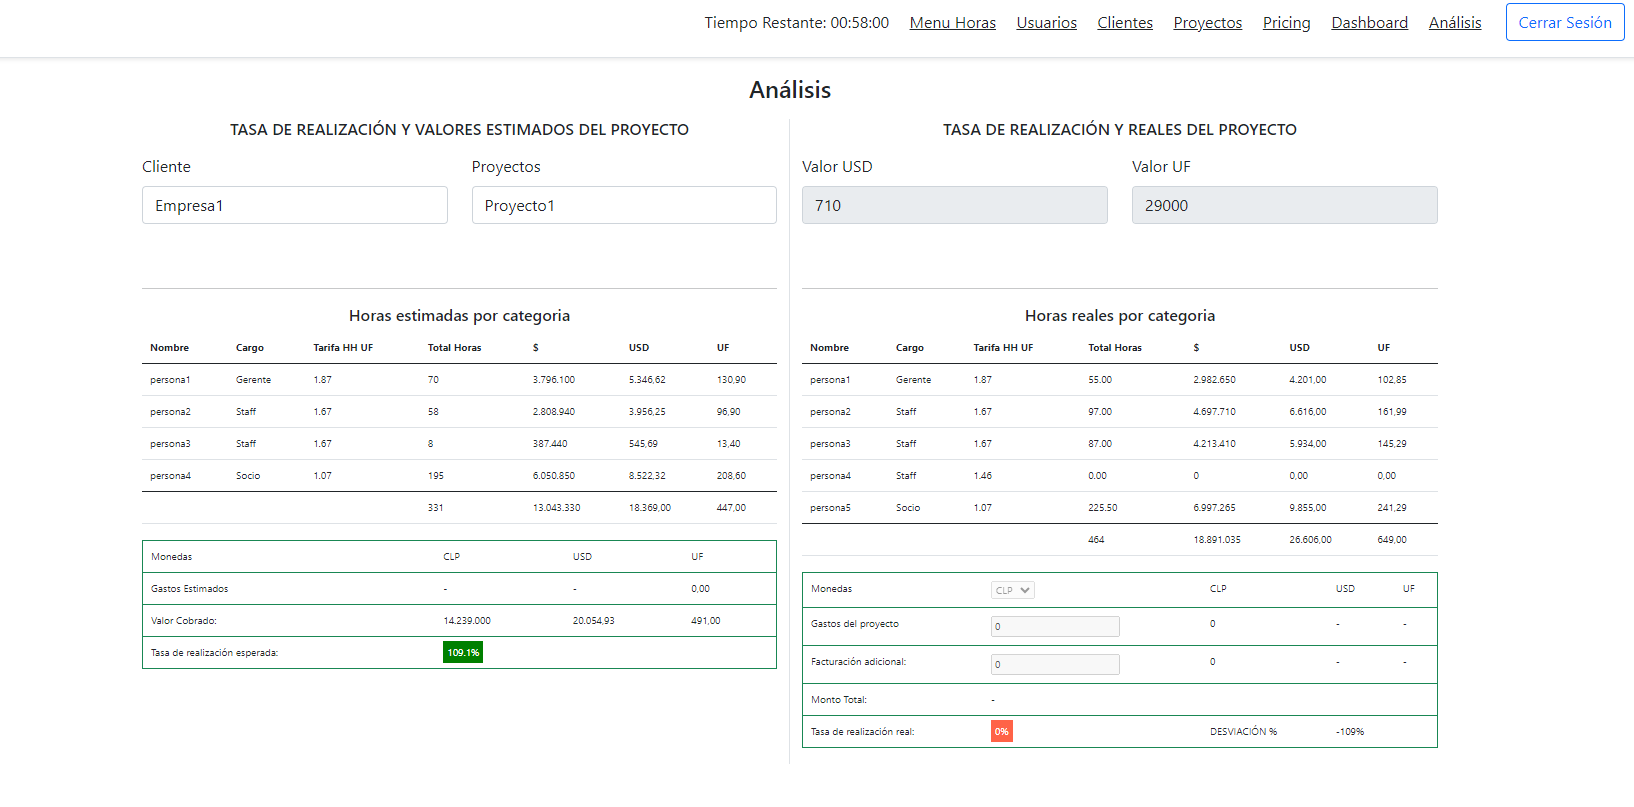 Tiempo Restante: 00:58:00 Menu Horas Usuarios Clientes Proyectos Pricing Dashboard Análisis Cerrar Sesión
Análisis
TASA DE REALIZACIÓN Y VALORES ESTIMADOS DEL PROYECTO
Cliente Proyectos
Empresa1 Proyecto1
Horas estimadas por categoria
Nombre Cargo Tarifa HH UF Total Horas $ USD UF
persona1 Gerente 1.87 70 3.796.100 5.346,62 130,90
persona2 Staff 1.67 58 2.808.940 3.956,25 96,90
persona3 Staff 1.67 8 387.440 545,69 13,40
persona4 Socio 1.07 195 6.050.850 8.522,32 208,60
331 13.043.330 18.369,00 447,00
Monedas CLP USD UF
Gastos Estimados - - 0,00
Valor Cobrado: 14.239.000 20.054,93 491,00
Tasa de realización esperada: 109.1%
TASA DE REALIZACIÓN Y REALES DEL PROYECTO
Valor USD Valor UF
710 29000
Horas reales por categoria
Nombre Cargo Tarifa HH UF Total Horas $ USD UF
persona1 Gerente 1.87 55.00 2.982.650 4.201,00 102,85
persona2 Staff 1.67 97.00 4.697.710 6.616,00 161,99
persona3 Staff 1.67 87.00 4.213.410 5.934,00 145,29
persona4 Staff 1.46 0.00 0 0,00 0,00
persona5 Socio 1.07 225.50 6.997.265 9.855,00 241,29
464 18.891.035 26.606,00 649,00
Monedas CLP CLP USD UF
Gastos del proyecto 0 0 - -
Facturación adicional: 0 0 - -
Monto Total: -
Tasa de realización real: 0% DESVIACIÓN % -109%